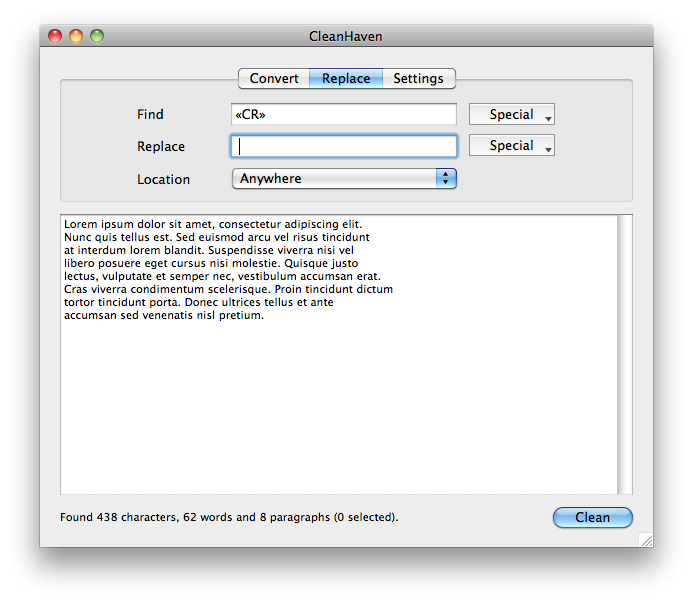 CleanHaven
Convert Replace Settings
Find «CR» Special
Replace Special
Location Anywhere
Lorem ipsum dolor sit amet, consectetur adipiscing elit.
Nunc quis tellus est. Sed euismod arcu vel risus tincidunt
at interdum lorem blandit. Suspendisse viverra nisi vel
libero posuere eget cursus nisi molestie. Quisque justo
lectus, vulputate et semper nec, vestibulum accumsan erat.
Cras viverra condimentum scelerisque. Proin tincidunt dictum
tortor tincidunt porta. Donec ultrices tellus et ante
accumsan sed venenatis nisl pretium.
Found 438 characters, 62 words and 8 paragraphs (0 selected). Clean